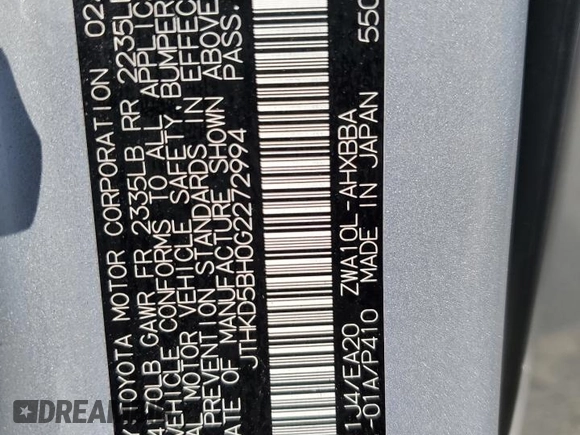 Y TOYOTA MOTOR CORPORATION 02
470LB GAWR FR 2335LB RR 2235LB
VEHICLE CONFORMS TO ALL APPLIC
AL MOTOR VEHICLE SAFETY, BUMPER
PREVENTION STANDARDS IN EFFEC
ATE OF MANUFACTURE SHOWN ABOVE
JTHKD5BH0G2272994 PASS.
1J4/EA20 ZWA10L-AHXBBA 550
-01A/P410 MADE IN JAPAN
DREAM